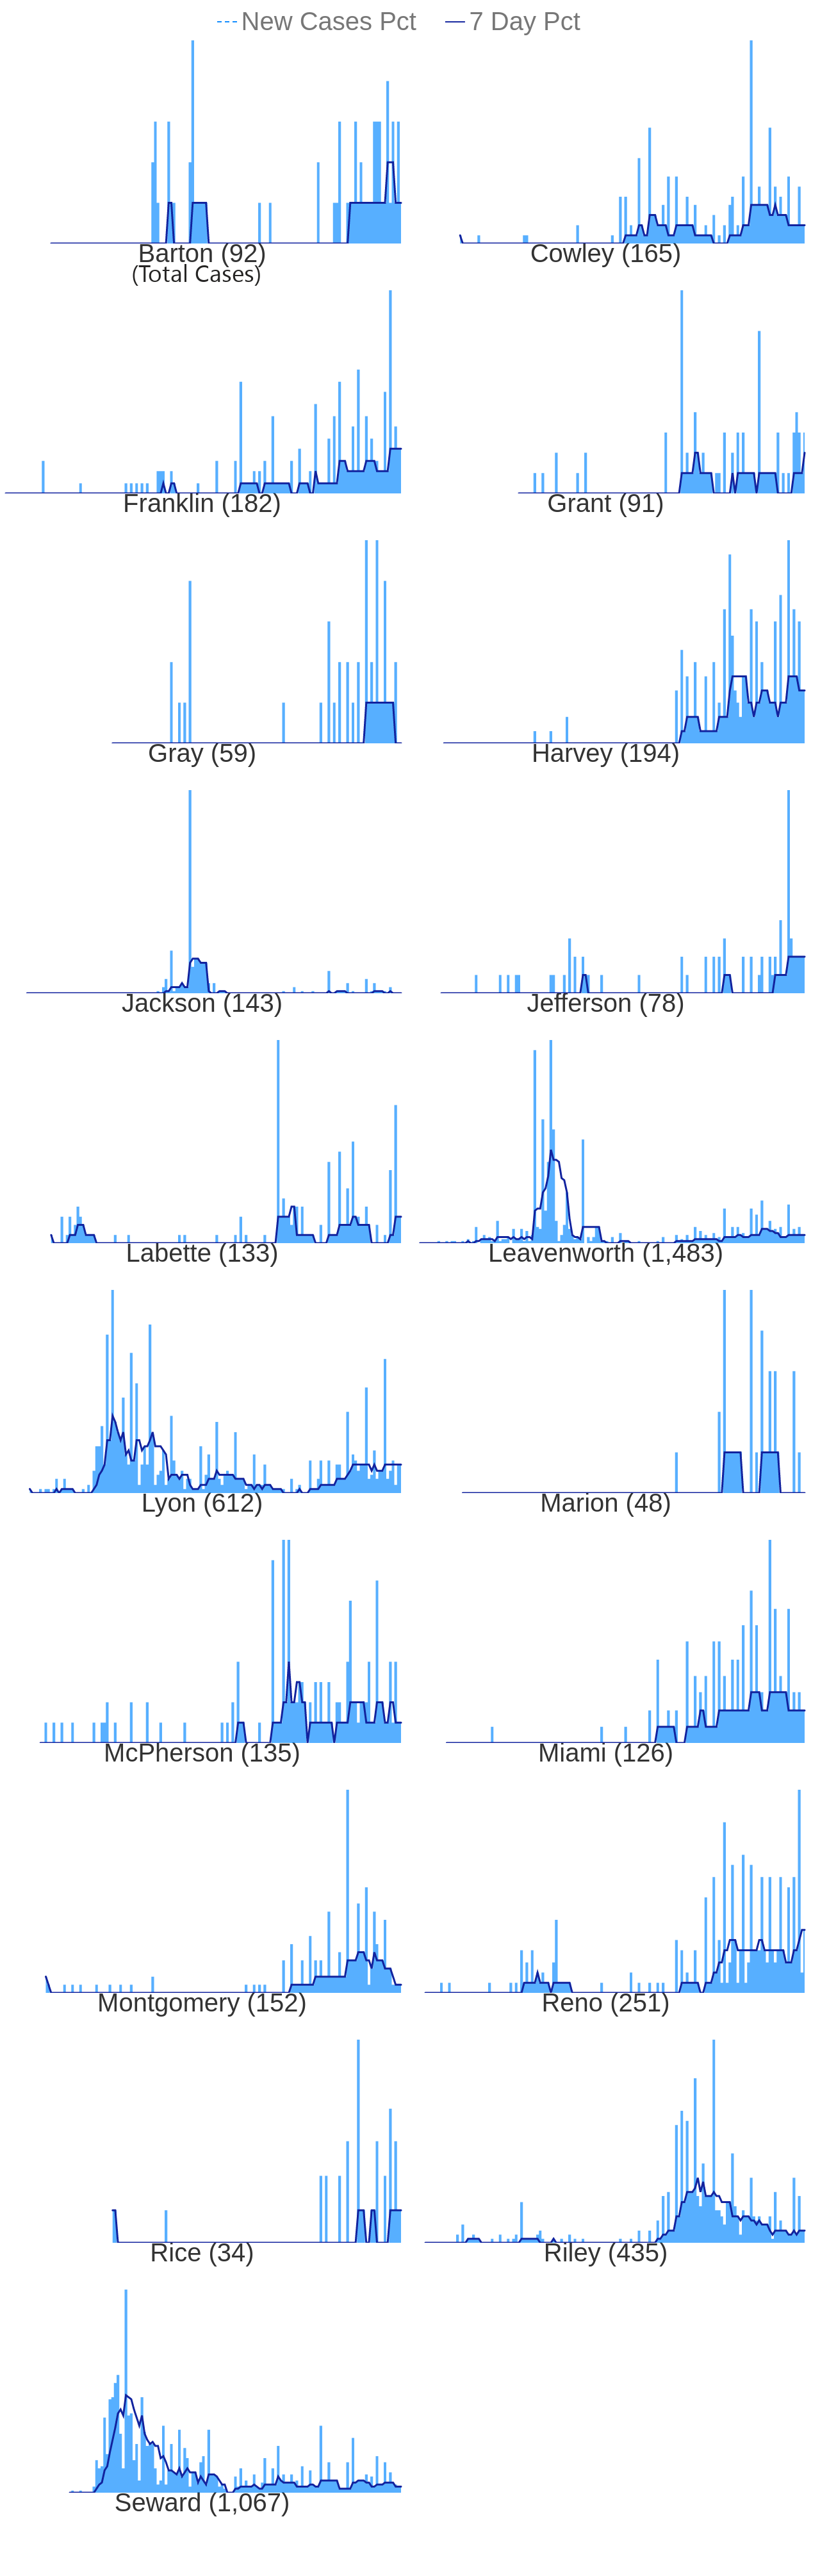 New Cases Pct 7 Day Pct
Barton (92) Cowley (165)
(Total Cases)
Franklin (182) Grant (91)
Gray (59) Harvey (194)
Jackson (143) Jefferson (78)
Labette (133) Leavenworth (1,483)
Lyon (612) Marion (48)
McPherson (135) Miami (126)
Montgomery (152) Reno (251)
Rice (34) Riley (435)
Seward (1,067)